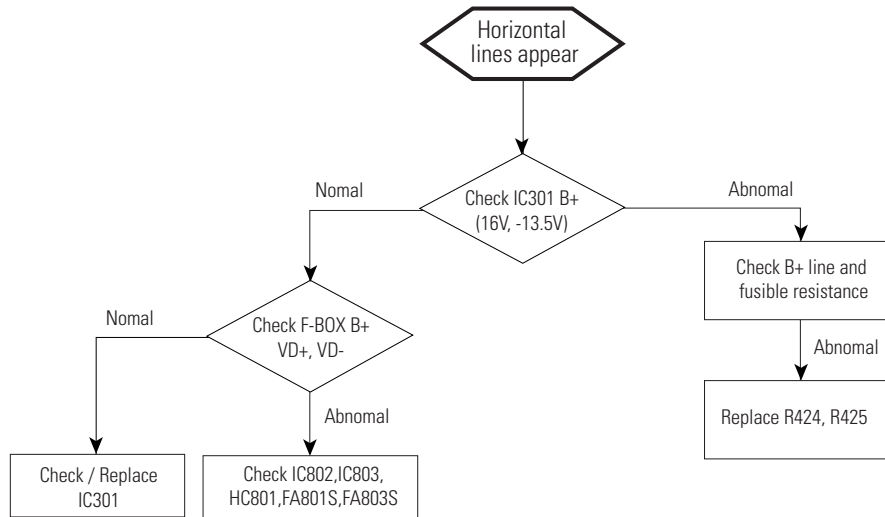 Horizontal
lines appear
Nomal
Check IC301 B+
(16V, -13.5V)
Abnomal
Check B+ line and
fusible resistance
Nomal
Check F-BOX B+
VD+, VD-
Abnomal
Abnomal
Replace R424, R425
Check / Replace
IC301
Check IC802,IC803,
HC801,FA801S,FA803S